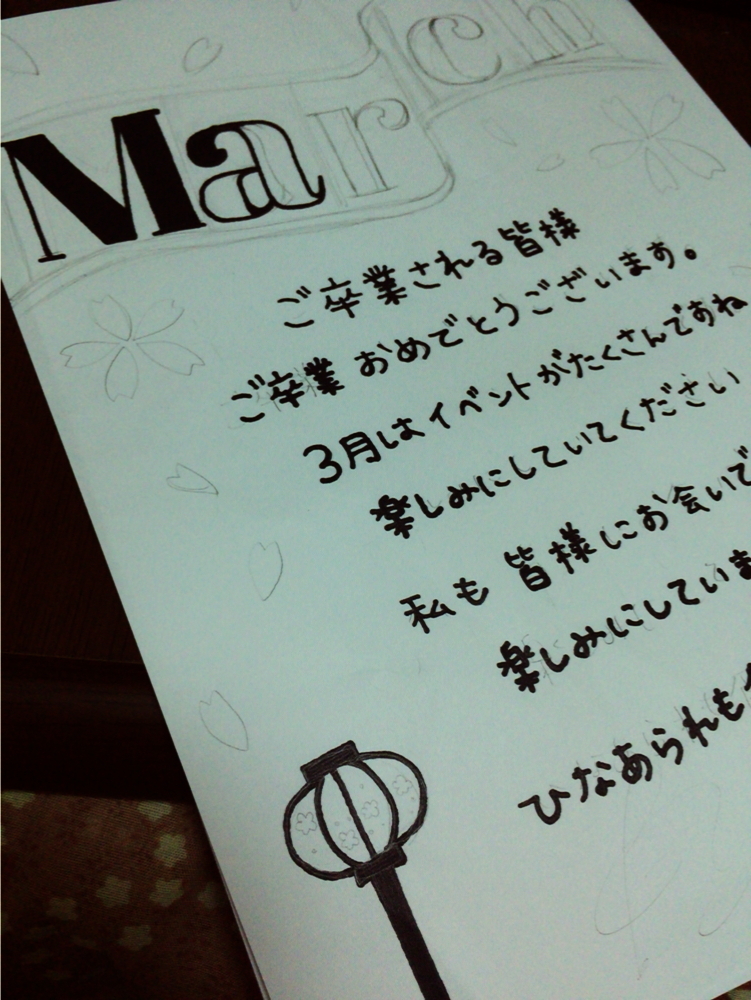 March
ご卒業される皆様
ご卒業 おめでとうございます。
3月はイベントがたくさんですね
楽しみにしていてください
私も 皆様にお会いで
楽しみにしていま
ひなあられも